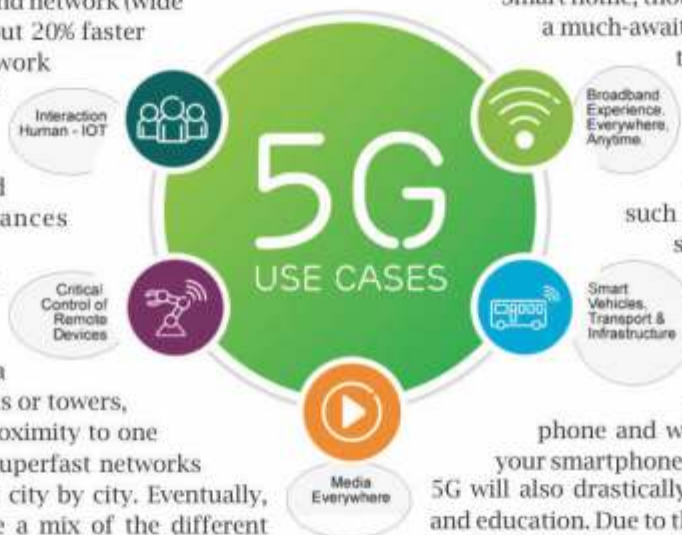 nd network (wide
out 20% faster
work
d
ances
a
s or towers,
oximity to one
superfast networks
city by city. Eventually,
e a mix of the different
Interaction
Human - IOT
Critical
Control of
Remote
Devices
5G
USE CASES
Media
Everywhere
Broadband
Experience.
Everywhere,
Anytime.
Smart
Vehicles,
Transport &
Infrastructure
a much-await
t
such
s
phone and w
your smartphone
5G will also drastically
and education. Due to th